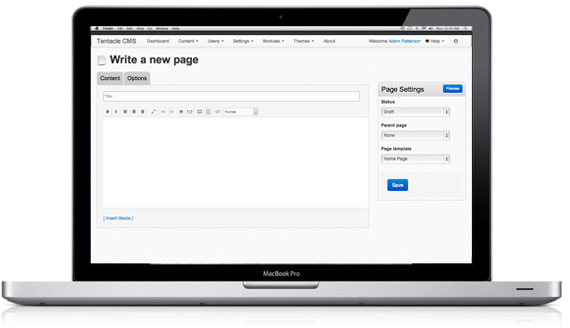 Finder File Edit View Go Window Help
Tentacle CMS Dashboard Content Users Settings Modules Themes About Welcome Adam Patterson Help
Write a new page
Content Options
Title
B I
Format
[ Insert Media ]
Page Settings Preview
Status
Draft
Parent page
None
Page template
Home Page
Save
MacBook Pro